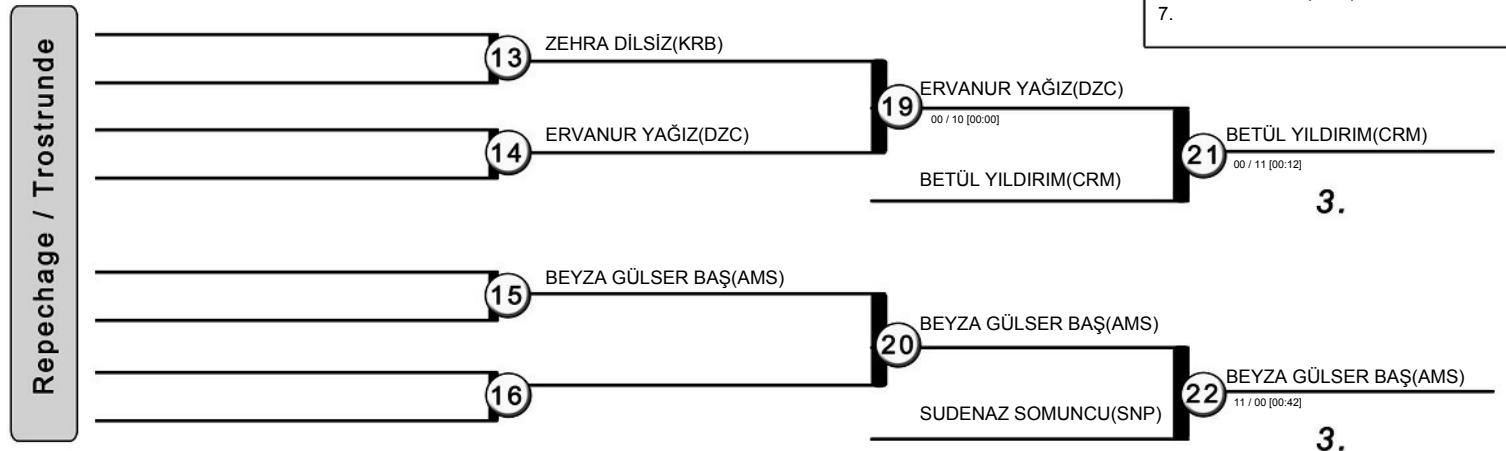 7.
Repechage / Trostrunde
13
ZEHRA DİLSİZ(KRB)
19
ERVANUR YAĞIZ(DZC)
00 / 10 [00:00]
14
ERVANUR YAĞIZ(DZC)
21
BETÜL YILDIRIM(CRM)
00 / 11 [00:12]
BETÜL YILDIRIM(CRM)
3.
15
BEYZA GÜLSER BAŞ(AMS)
20
BEYZA GÜLSER BAŞ(AMS)
16
22
BEYZA GÜLSER BAŞ(AMS)
11 / 00 [00:42]
SUDENAZ SOMUNCU(SNP)
3.